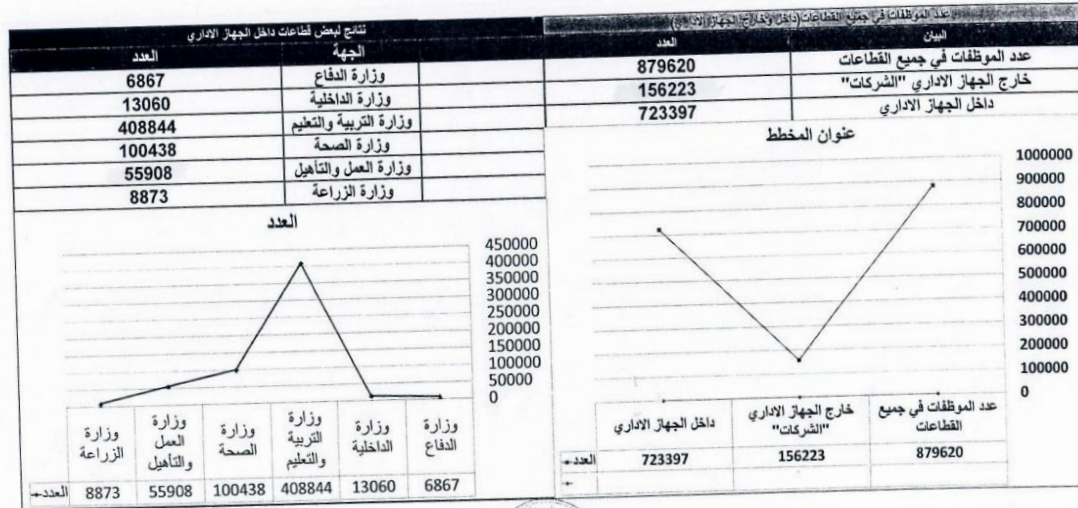 عدد الموظفات في جميع القطاعات (داخل وخارج الجهاز الاداري)
البيان العدد
عدد الموظفات في جميع القطاعات 879620
خارج الجهاز الاداري "الشركات" 156223
داخل الجهاز الاداري 723397
عنوان المخطط
1000000
900000
800000
700000
600000
500000
400000
300000
200000
100000
0
عدد الموظفات في جميع القطاعات
خارج الجهاز الاداري "الشركات"
داخل الجهاز الاداري
879620 156223 723397 العدد
نتائج لبعض قطاعات داخل الجهاز الاداري
الجهة العدد
وزارة الدفاع 6867
وزارة الداخلية 13060
وزارة التربية والتعليم 408844
وزارة الصحة 100438
وزارة العمل والتأهيل 55908
وزارة الزراعة 8873
العدد
450000
400000
350000
300000
250000
200000
150000
100000
50000
0
وزارة الدفاع
وزارة الداخلية
وزارة التربية والتعليم
وزارة الصحة
وزارة العمل والتأهيل
وزارة الزراعة
6867 13060 408844 100438 55908 8873 العدد